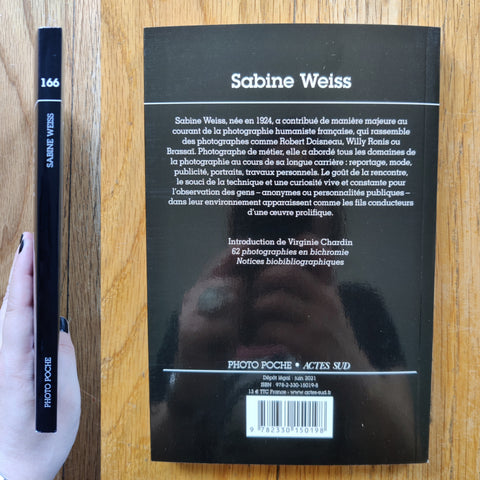 166
SABINE WEISS
PHOTO POCHE
Sabine Weiss
Sabine Weiss, née en 1924, a contribué de manière majeure au
courant de la photographie humaniste française, qui rassemble
des photographes comme Robert Doisneau, Willy Ronis ou
Brassaï. Photographe de métier, elle a abordé tous les domaines de
la photographie au cours de sa longue carrière : reportage, mode,
publicité, portraits, travaux personnels. Le goût de la rencontre,
le souci de la technique et une curiosité vive et constante pour
l'observation des gens – anonymes ou personnalités publiques –
dans leur environnement apparaissent comme les fils conducteurs
d'une œuvre prolifique.
Introduction de Virginie Chardin
62 photographies en bichromie
Notices biobibliographiques
PHOTO POCHE • ACTES SUD
Dépôt légal : juin 2021
ISBN 978-2-330-15019-8
13 € TTC France - www.actes-sud.fr
9 782330 150198